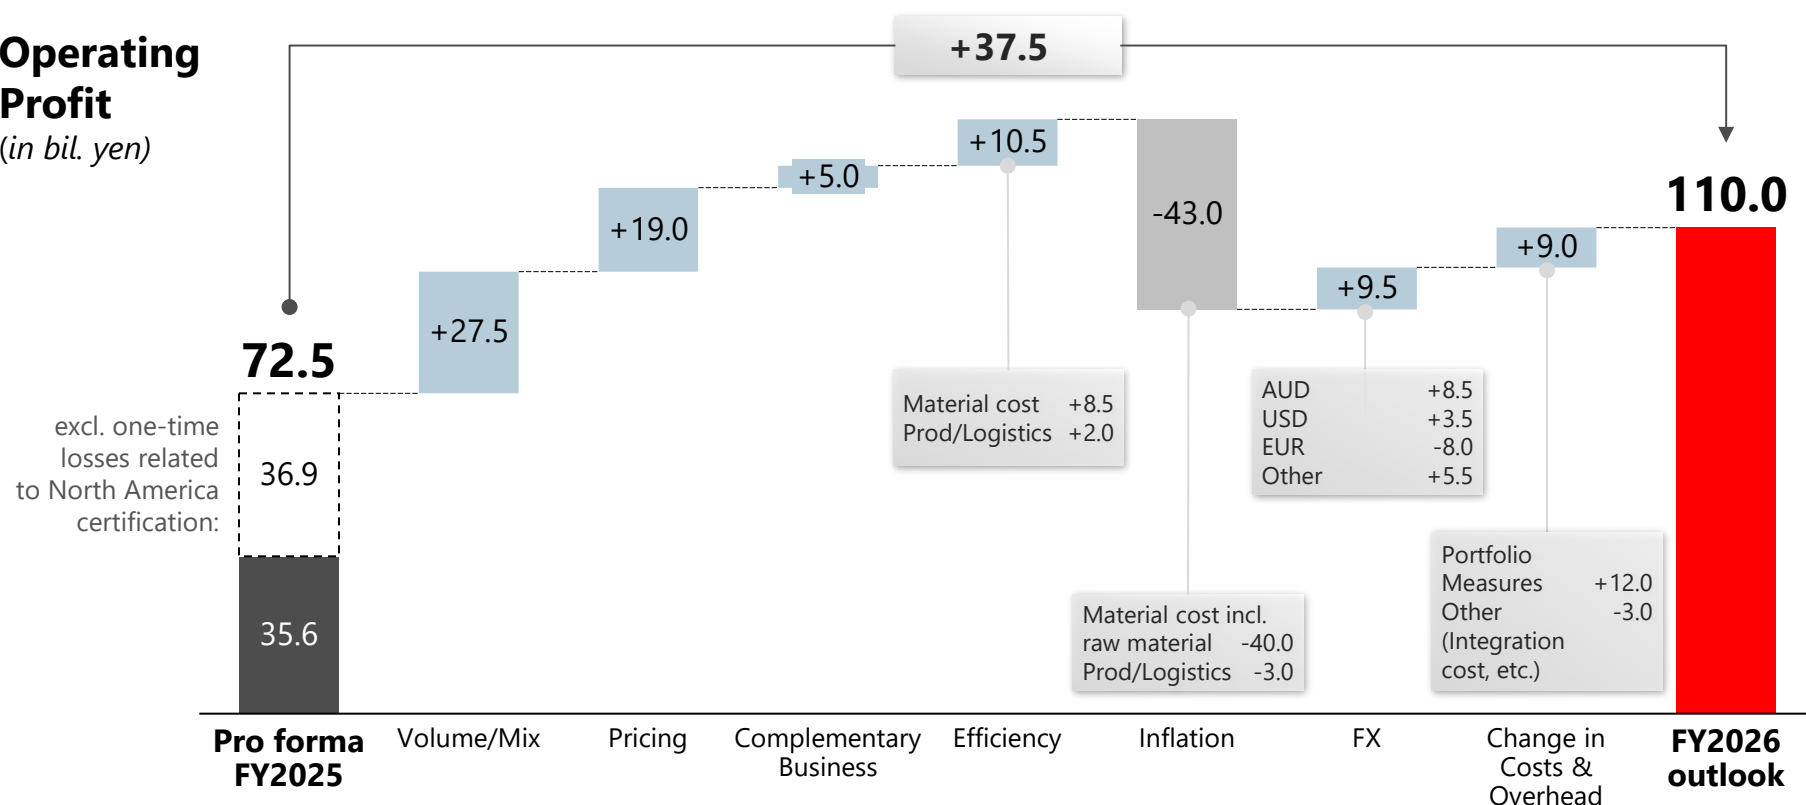 Operating
Profit
(in bil. yen)
+37.5
72.5
excl. one-time
losses related
to North America
certification:
36.9
35.6
+27.5
+19.0
+5.0
+10.5
-43.0
+9.5
+9.0
110.0
Material cost +8.5
Prod/Logistics +2.0
Material cost incl.
raw material -40.0
Prod/Logistics -3.0
AUD +8.5
USD +3.5
EUR -8.0
Other +5.5
Portfolio
Measures +12.0
Other -3.0
(Integration
cost, etc.)
Pro forma
FY2025
Volume/Mix
Pricing
Complementary
Business
Efficiency
Inflation
FX
Change in
Costs &
Overhead
FY2026
outlook